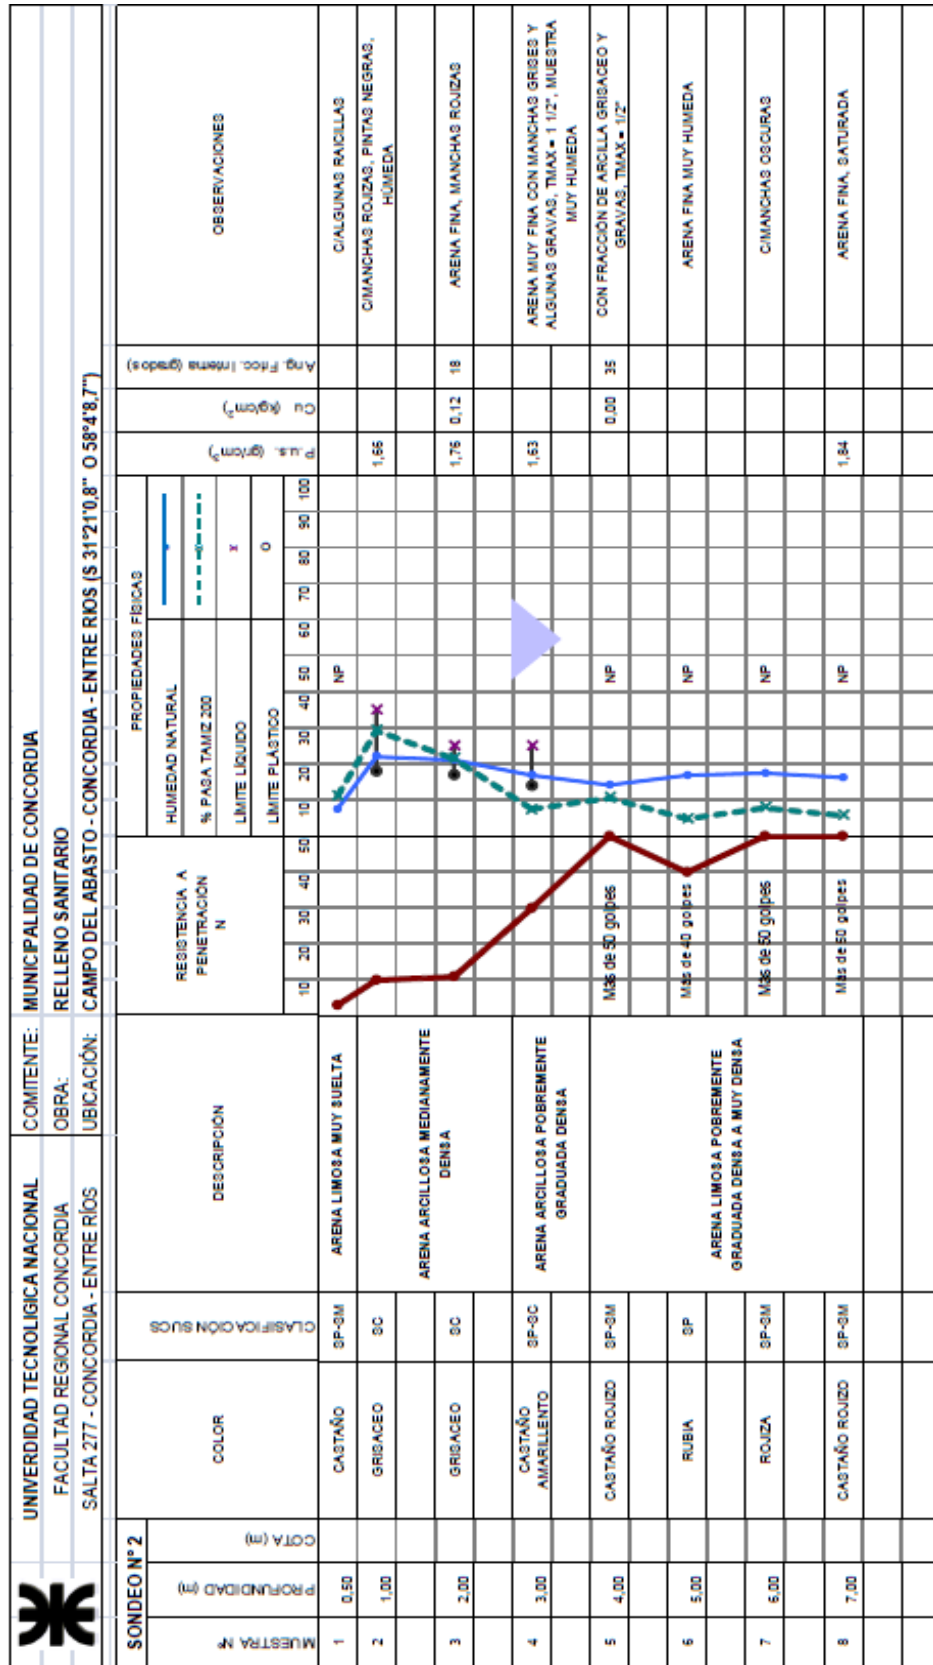 UNIVERDIDAD TECNOLIGICA NACIONAL
FACULTAD REGIONAL CONCORDIA
SALTA 277 - CONCORDIA - ENTRE RÍOS
COMITENTE: MUNICIPALIDAD DE CONCORDIA
OBRA: RELLENO SANITARIO
UBICACIÓN: CAMPO DEL ABASTO - CONCORDIA - ENTRE RIOS (S 31°21'0,8" O 58°4'8,7")
SONDEO N° 2
MUESTRA Nº
PROFUNDIDAD (m)
COTA (m)
COLOR
CLASIFICACIÓN SUCS
DESCRIPCIÓN
RESISTENCIA A
PENETRACION
N
10 20 30 40 50
PROPIEDADES FÍSICAS
HUMEDAD NATURAL
% PASA TAMIZ 200
LÍMITE LÍQUIDO
LÍMITE PLÁSTICO
10 20 30 40 50 60 70 80 90 100
P.u.s. (gr/cm³)
Cu (kg/cm²)
Ang. Fricc. Interna (grados)
OBSERVACIONES
1 0,50 CASTAÑO SP-SM ARENA LIMOSA MUY SUELTA NP C/ALGUNAS RAICILLAS
2 1,00 GRISACEO SC 1,66 C/MANCHAS ROJIZAS, PINTAS NEGRAS,
HÚMEDA
ARENA ARCILLOSA MEDIANAMENTE
DENSA
3 2,00 GRISACEO SC 1,76 0,12 18 ARENA FINA, MANCHAS ROJIZAS
4 3,00 CASTAÑO
AMARILLENTO
SP-SC ARENA ARCILLOSA POBREMENTE
GRADUADA DENSA
1,63 ARENA MUY FINA CON MANCHAS GRISES Y
ALGUNAS GRAVAS, TMAX = 1 1/2", MUESTRA
MUY HUMEDA
5 4,00 CASTAÑO ROJIZO SP-SM Mas de 50 golpes NP 0,00 35 CON FRACCIÓN DE ARCILLA GRISACEO Y
GRAVAS, TMAX = 1/2"
6 5,00 RUBIA SP Mas de 40 golpes NP ARENA FINA MUY HUMEDA
ARENA LIMOSA POBREMENTE
GRADUADA DENSA A MUY DENSA
7 6,00 ROJIZA SP-SM Mas de 50 golpes NP C/MANCHAS OSCURAS
8 7,00 CASTAÑO ROJIZO SP-SM Mas de 50 golpes NP 1,84 ARENA FINA, SATURADA